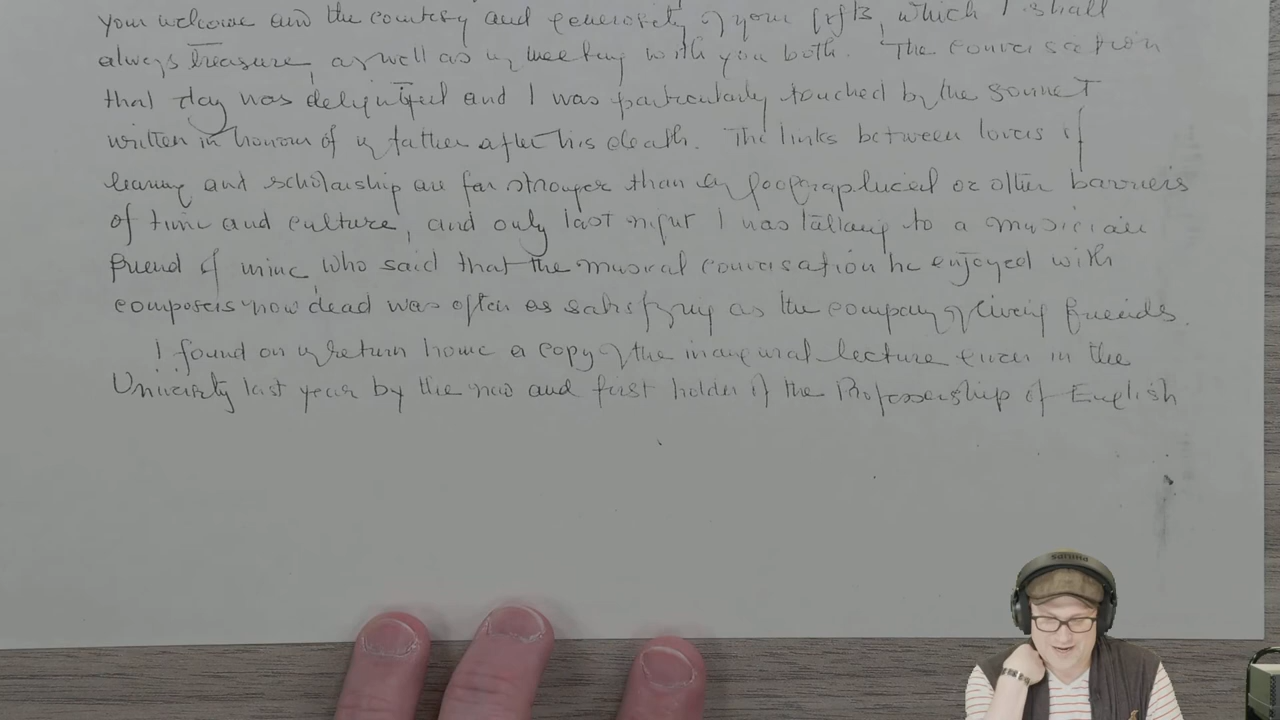 your welcome and the courtesy and generosity of your gifts, which I shall
always treasure, as well as my meeting with you both. The conversation
that day was delightful and I was particularly touched by the sonnet
written in honour of my father after his death. The links between lovers of
learning and scholarship are far stronger than any geographical or other barriers
of time and culture, and only last night I was talking to a musician
friend of mine who said that the musical conversation he enjoyed with
composers now dead was often as satisfying as the company of living friends.
I found on my return home a copy of the inaugural lecture given in the
University last year by the new and first holder of the Professorship of English